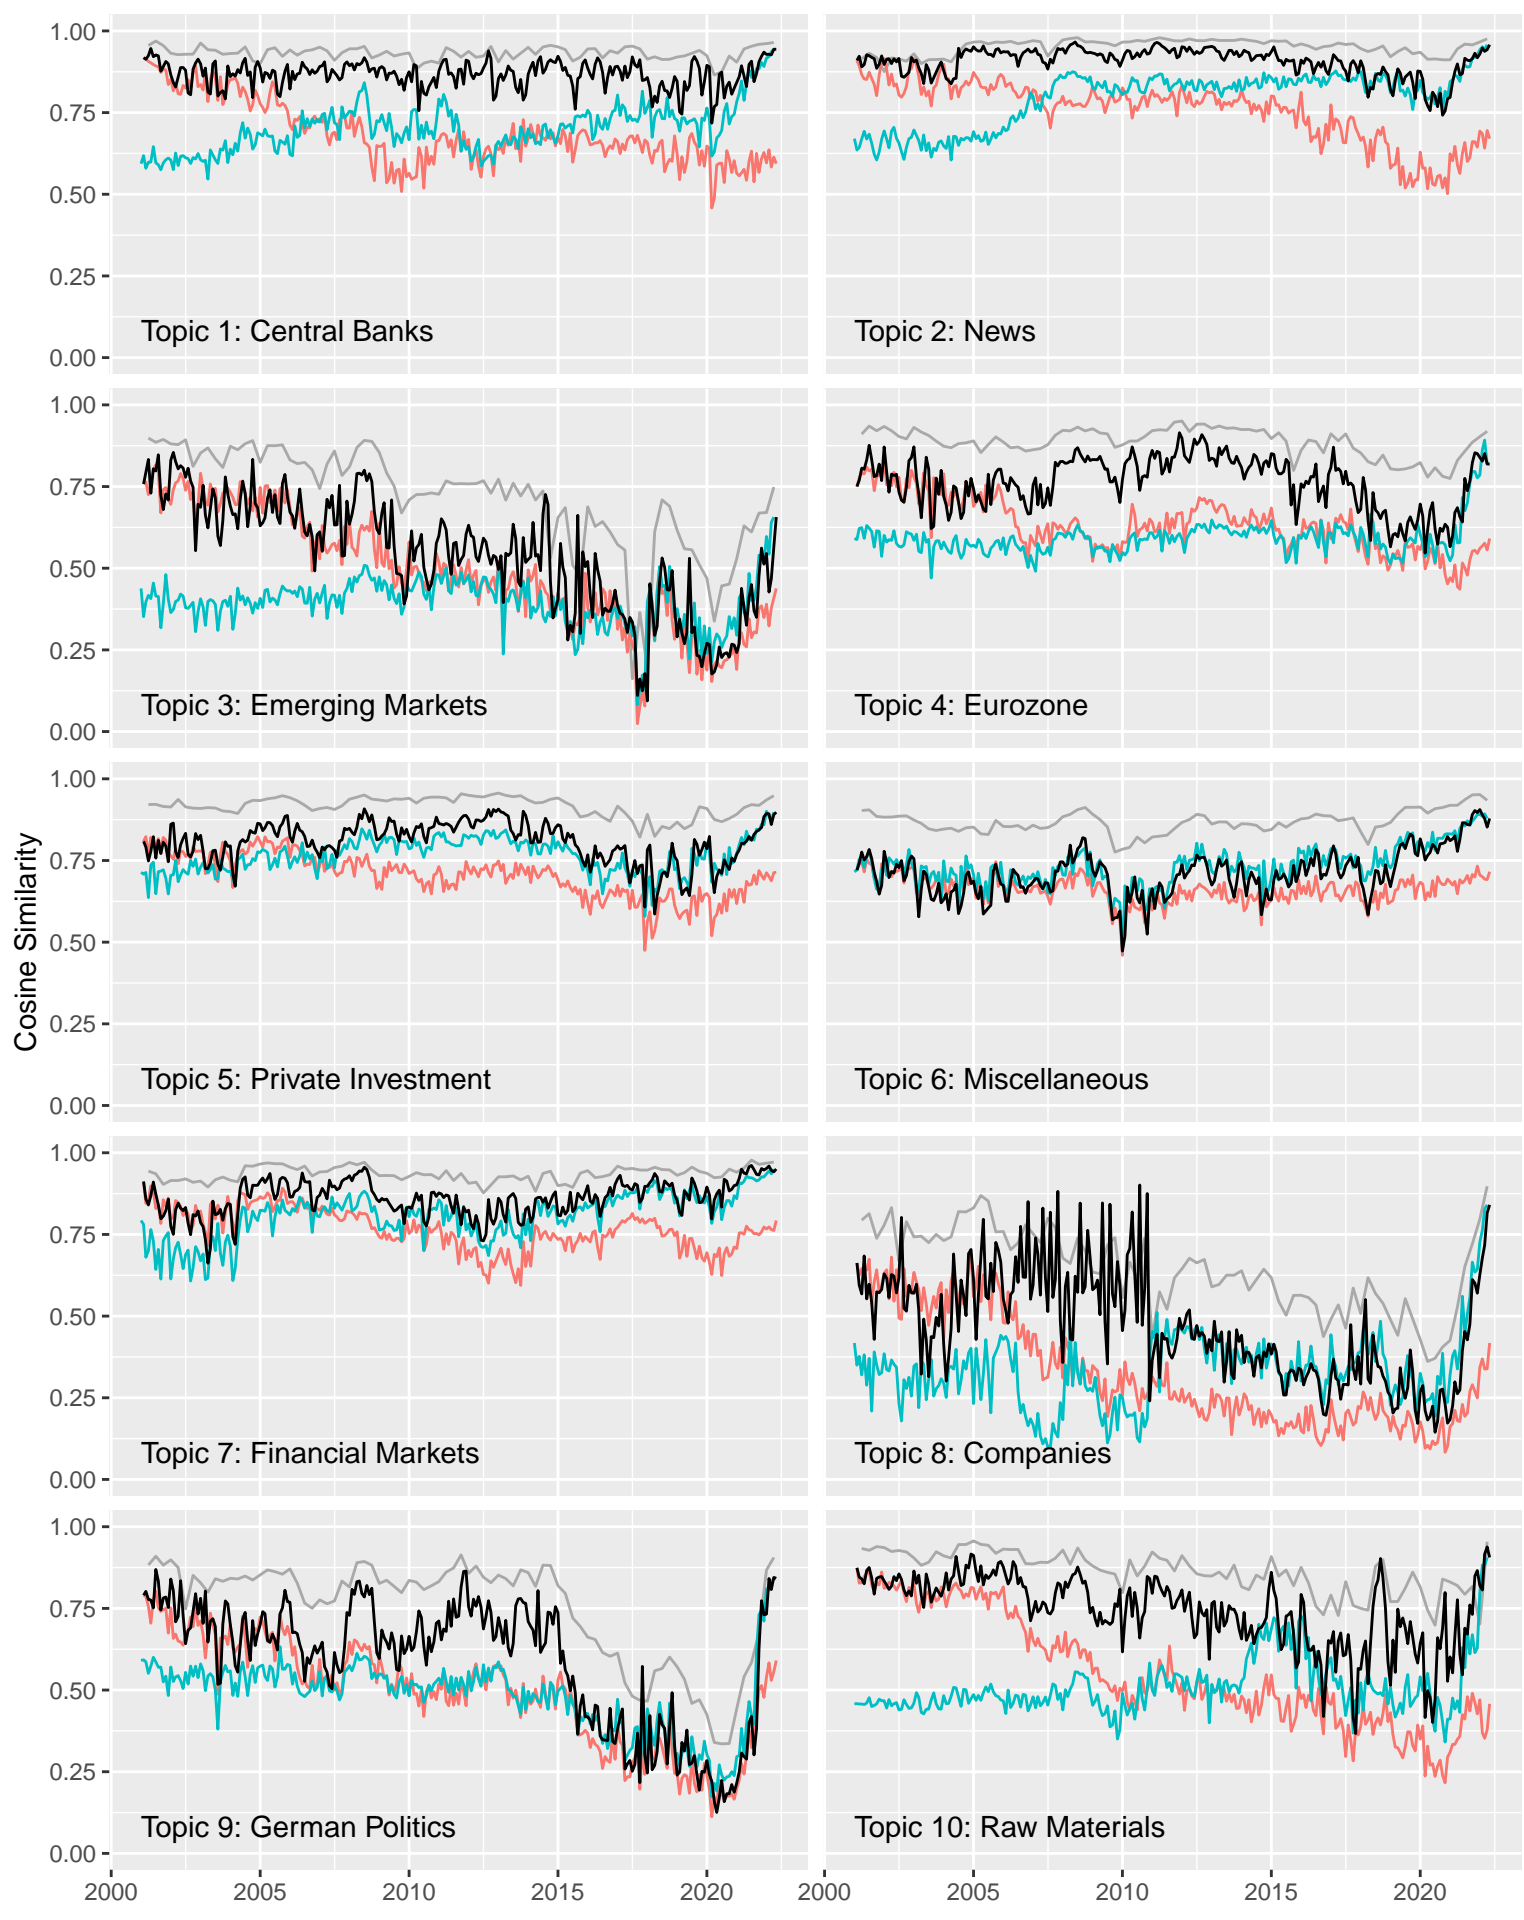 1.00
0.75
0.50
0.25
0.00
Topic 1: Central Banks
Topic 2: News
1.00
0.75
0.50
0.25
0.00
Topic 3: Emerging Markets
Topic 4: Eurozone
Cosine Similarity
1.00
0.75
0.50
0.25
0.00
Topic 5: Private Investment
Topic 6: Miscellaneous
1.00
0.75
0.50
0.25
0.00
Topic 7: Financial Markets
Topic 8: Companies
1.00
0.75
0.50
0.25
0.00
Topic 9: German Politics
Topic 10: Raw Materials
2000 2005 2010 2015 2020 2000 2005 2010 2015 2020